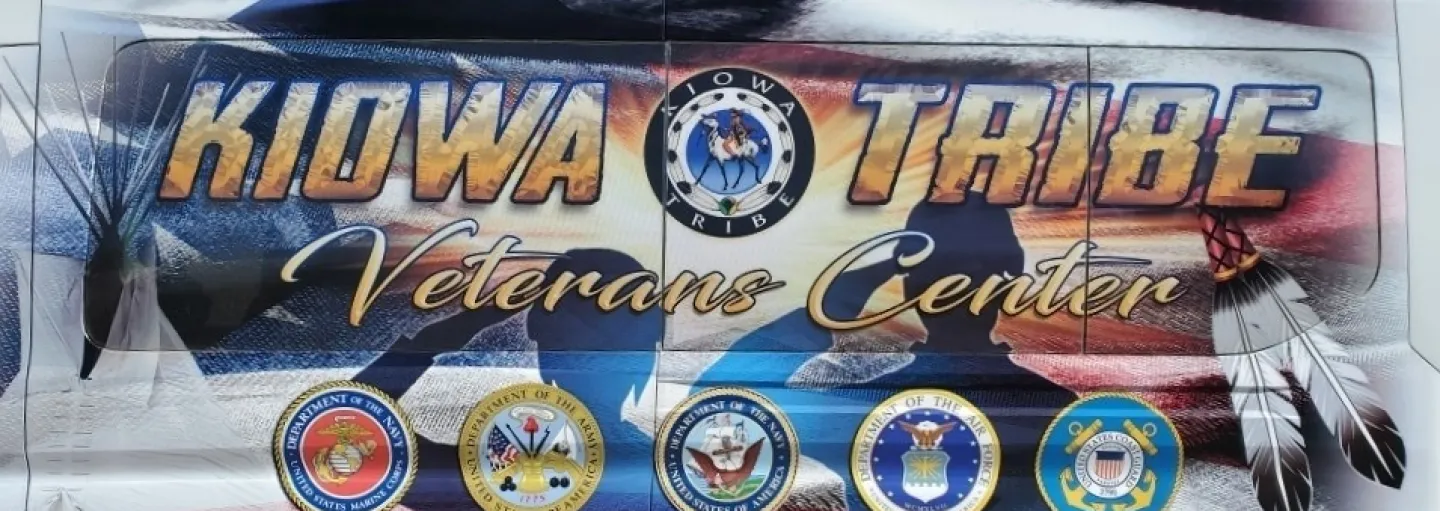 KIOWA TRIBE
KIOWA
TRIBE
Veterans Center
DEPARTMENT OF THE NAVY
UNITED STATES MARINE CORPS
DEPARTMENT OF THE ARMY
UNITED STATES OF AMERICA
1775
DEPARTMENT OF THE NAVY
UNITED STATES OF AMERICA
DEPARTMENT OF THE AIR FORCE
MCMXLVII
UNITED STATES COAST GUARD
1790